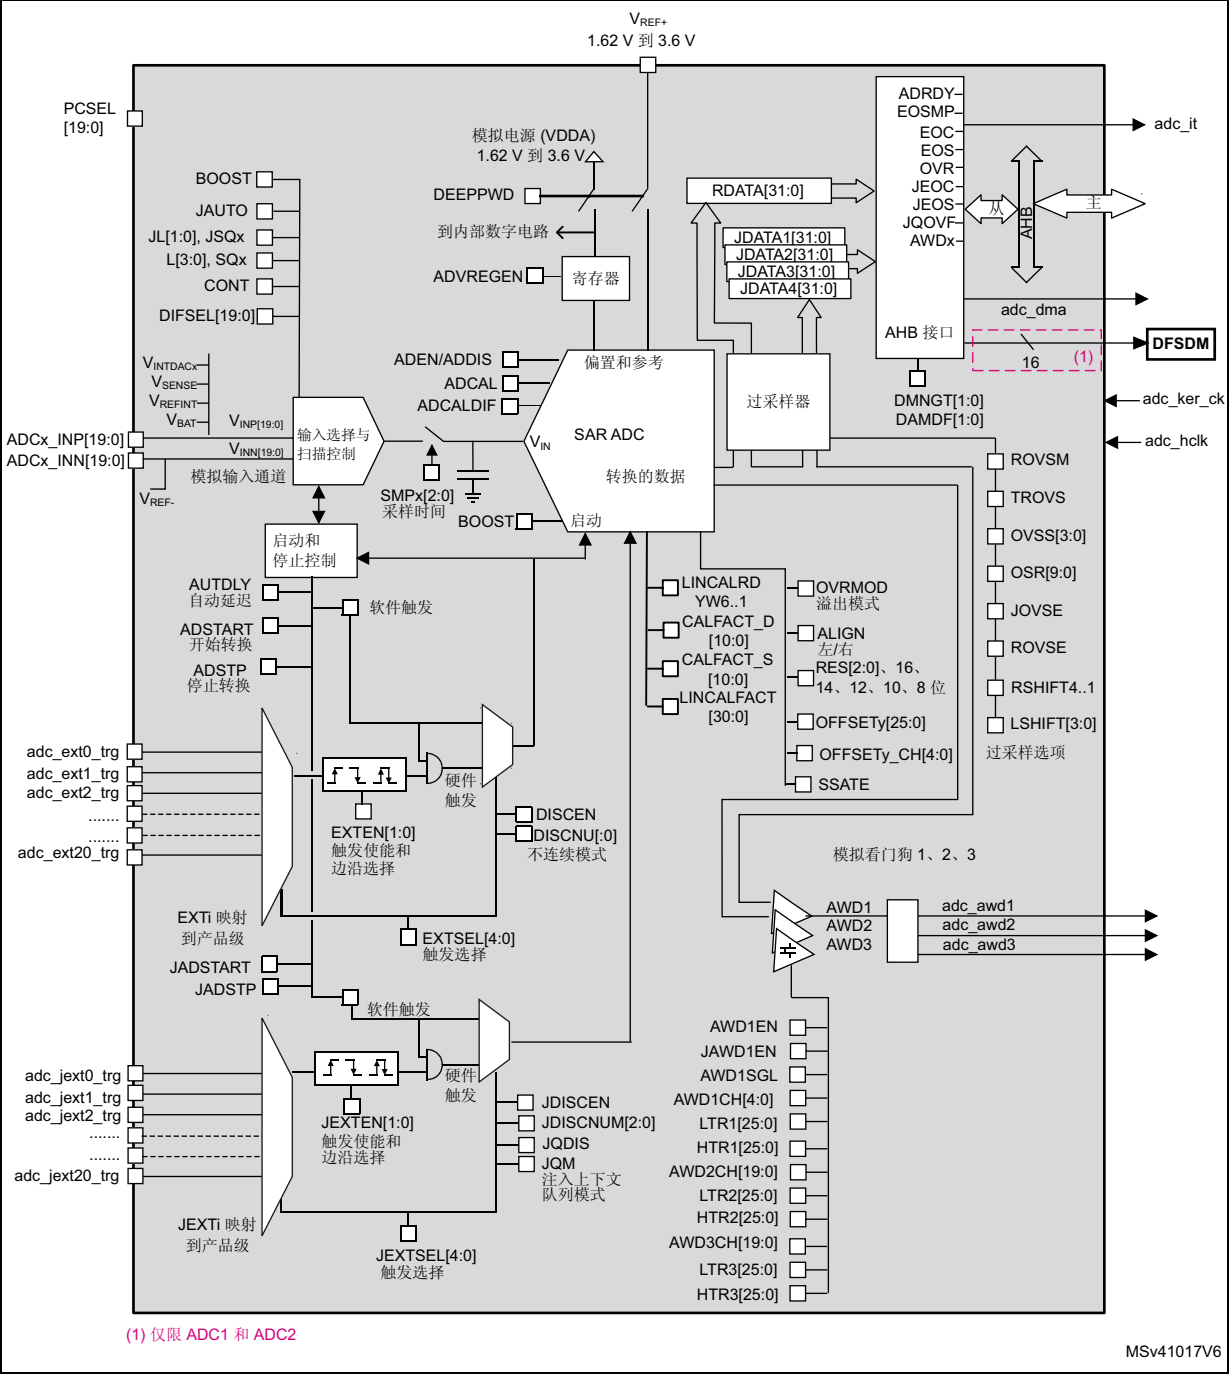 VREF+
1.62 V 到 3.6 V
PCSEL
[19:0]
模拟电源 (VDDA)
1.62 V 到 3.6 V
BOOST
JAUTO
JL[1:0], JSQx
L[3:0], SQx
CONT
DIFSEL[19:0]
DEEPPWD
到内部数字电路
ADVREGEN
寄存器
RDATA[31:0]
JDATA1[31:0]
JDATA2[31:0]
JDATA3[31:0]
JDATA4[31:0]
ADRDY
EOSMP
EOC
EOS
OVR
JEOC
JEOS
JQOVF
AWDx
AHB 接口
从
AHB
主
adc_it
adc_dma
16
(1)
DFSDM
DMNGT[1:0]
DAMDF[1:0]
adc_ker_ck
adc_hclk
VINTDACx
VSENSE
VREFINT
VBAT
ADCx_INP[19:0]
ADCx_INN[19:0]
VINP[19:0]
VINN[19:0]
VREF-
模拟输入通道
输入选择与
扫描控制
SMPx[2:0]
采样时间
ADEN/ADDIS
ADCAL
ADCALDIF
偏置和参考
SAR ADC
VIN
转换的数据
BOOST
启动
过采样器
ROVSM
TROVS
OVSS[3:0]
OSR[9:0]
JOVSE
ROVSE
RSHIFT4..1
LSHIFT[3:0]
过采样选项
启动和
停止控制
AUTDLY
自动延迟
ADSTART
开始转换
ADSTP
停止转换
软件触发
LINCALRD
YW6..1
CALFACT_D
[10:0]
CALFACT_S
[10:0]
LINCALFACT
[30:0]
OVRMOD
溢出模式
ALIGN
左/右
RES[2:0]、16、
14、12、10、8 位
OFFSETy[25:0]
OFFSETy_CH[4:0]
SSATE
adc_ext0_trg
adc_ext1_trg
adc_ext2_trg
.......
.......
adc_ext20_trg
硬件
触发
EXTEN[1:0]
触发使能和
边沿选择
DISCEN
DISCNU[:0]
不连续模式
EXTi 映射
到产品级
EXTSEL[4:0]
触发选择
模拟看门狗 1、2、3
AWD1
AWD2
AWD3
adc_awd1
adc_awd2
adc_awd3
JADSTART
JADSTP
软件触发
adc_jext0_trg
adc_jext1_trg
adc_jext2_trg
.......
.......
adc_jext20_trg
硬件
触发
JEXTEN[1:0]
触发使能和
边沿选择
JDISCEN
JDISCNUM[2:0]
JQDIS
JQM
注入上下文
队列模式
JEXTi 映射
到产品级
JEXTSEL[4:0]
触发选择
AWD1EN
JAWD1EN
AWD1SGL
AWD1CH[4:0]
LTR1[25:0]
HTR1[25:0]
AWD2CH[19:0]
LTR2[25:0]
HTR2[25:0]
AWD3CH[19:0]
LTR3[25:0]
HTR3[25:0]
(1) 仅限 ADC1 和 ADC2
MSv41017V6